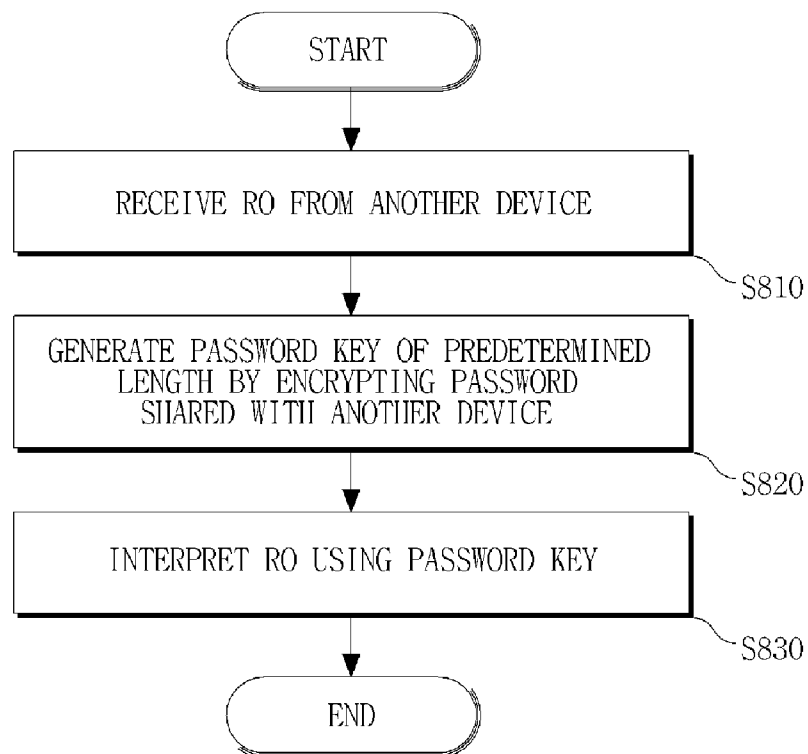 START
RECEIVE RO FROM ANOTHER DEVICE
S810
GENERATE PASSWORD KEY OF PREDETERMINED
LENGTH BY ENCRYPTING PASSWORD
SHARED WITH ANOTHER DEVICE
S820
INTERPRET RO USING PASSWORD KEY
S830
END